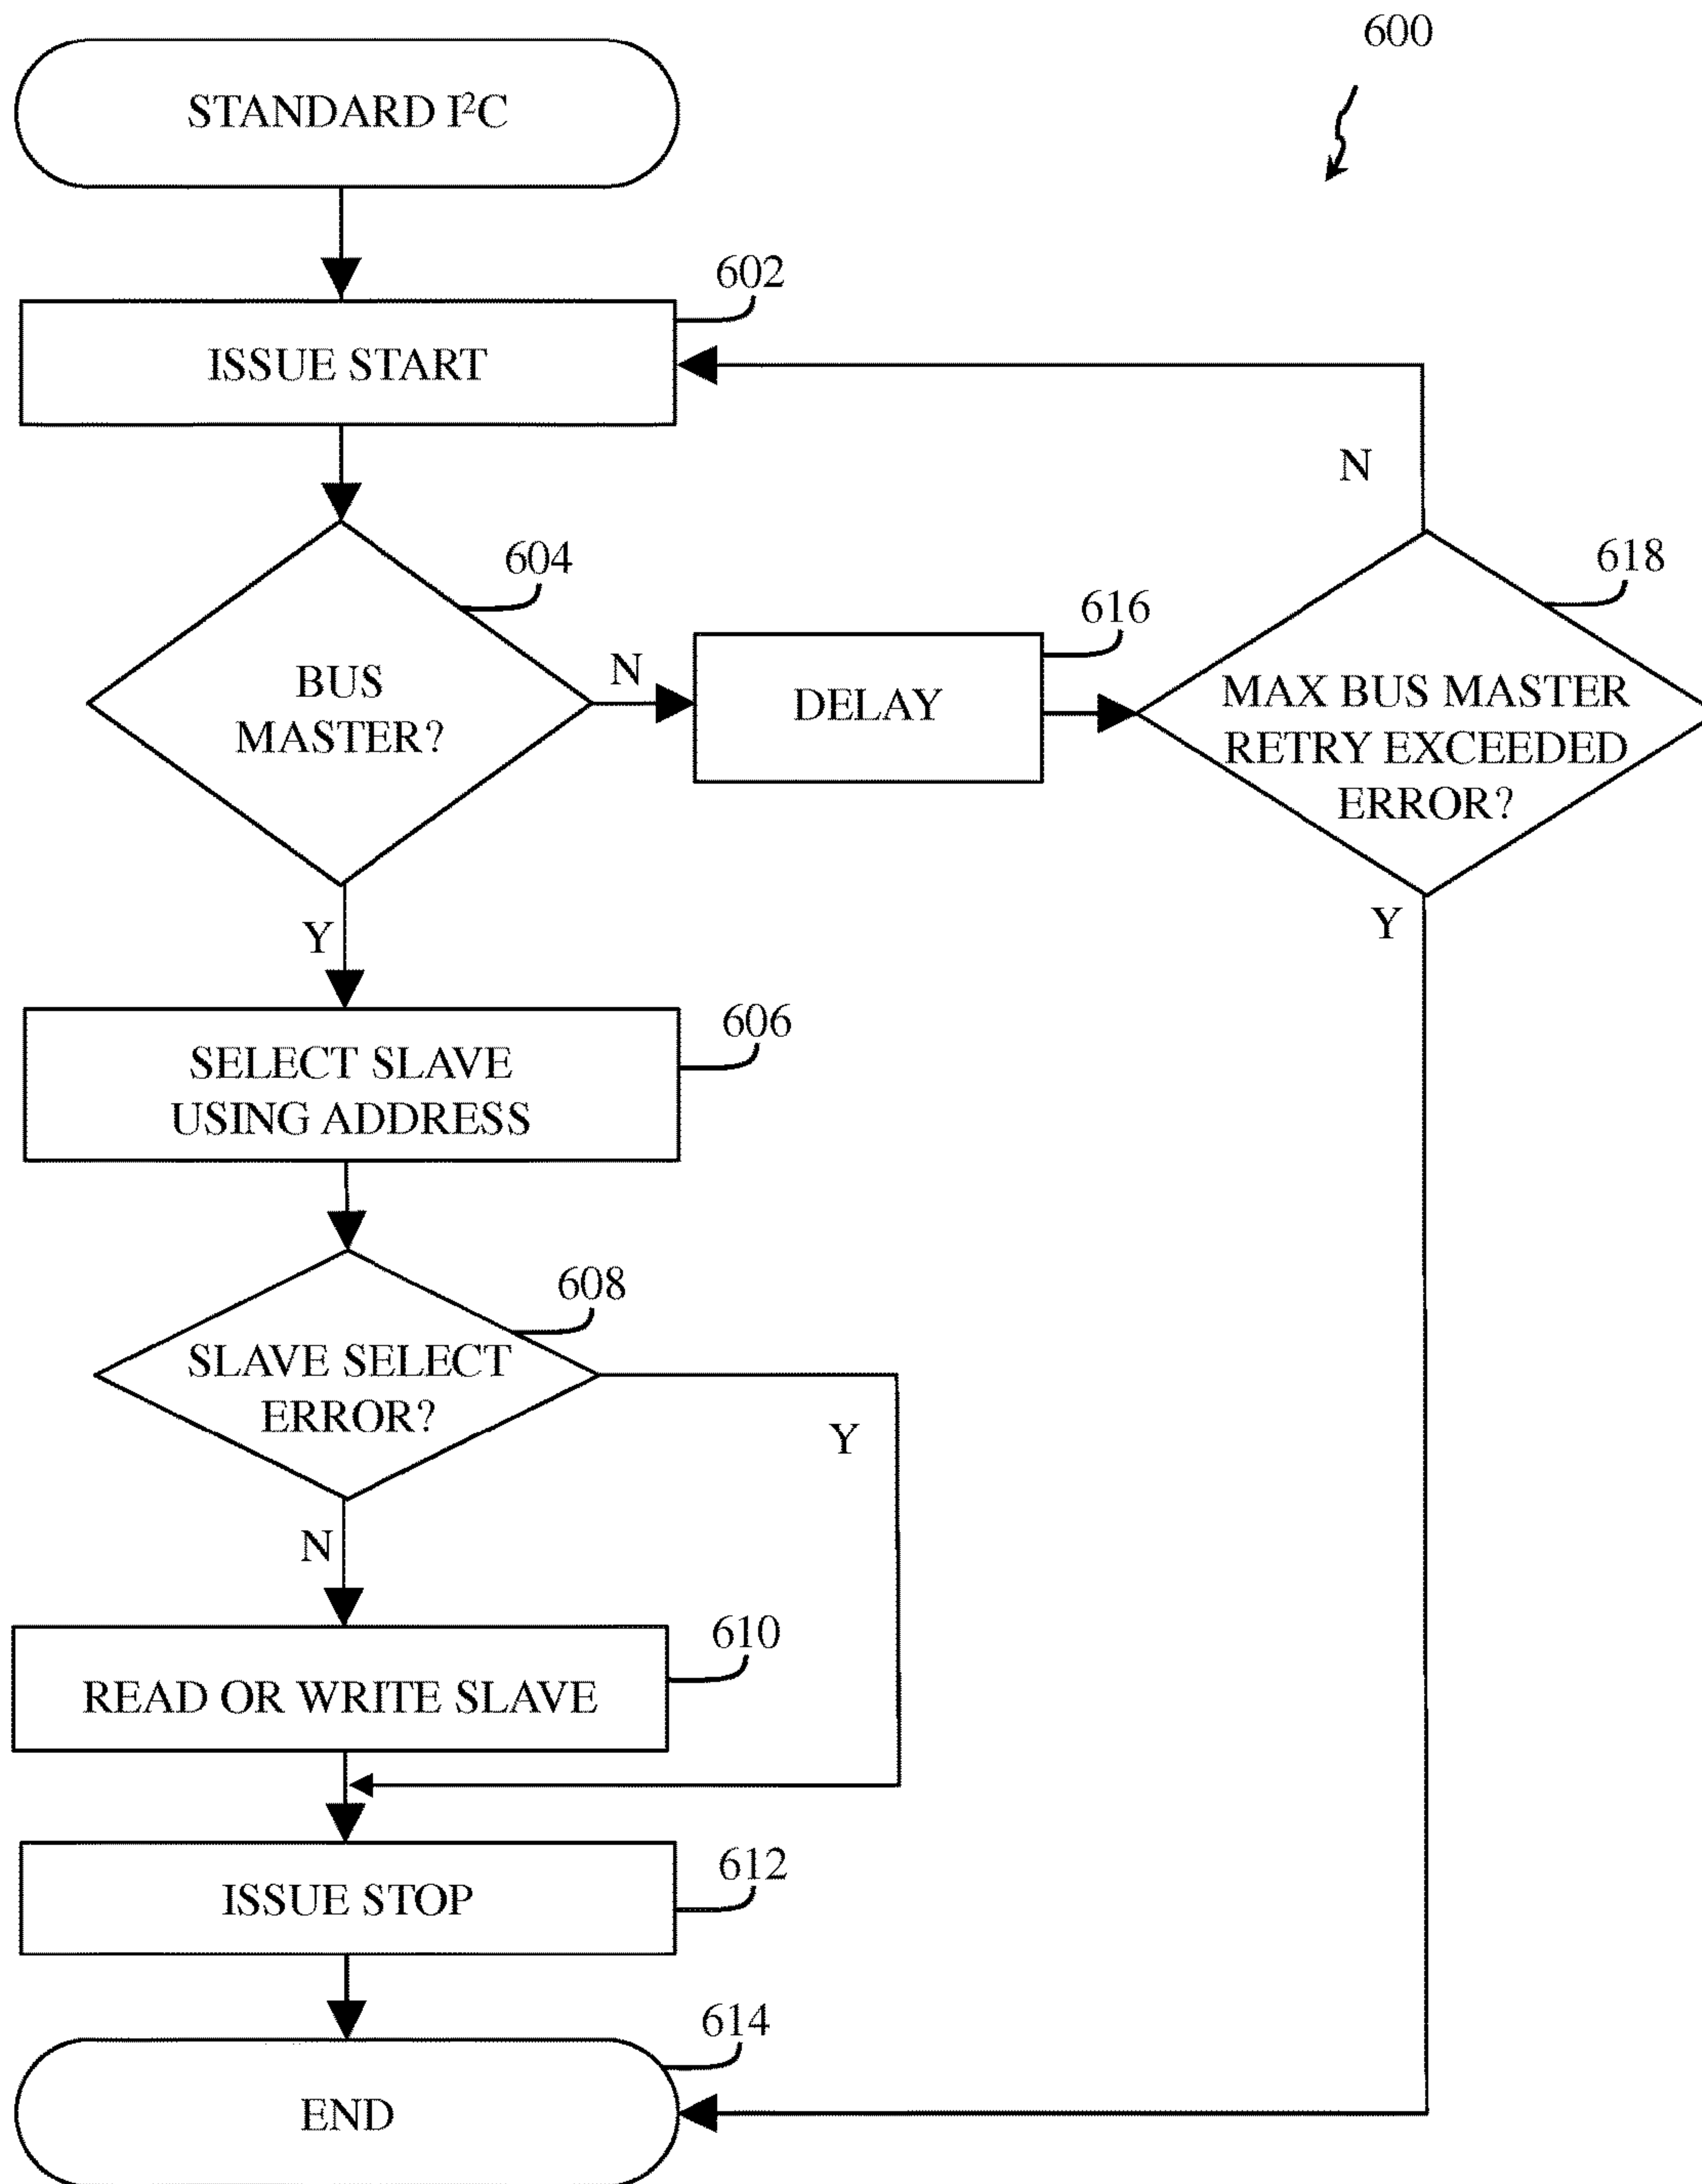 600
STANDARD I²C
602
ISSUE START
N
604
618
616
BUS
MASTER?
N
DELAY
MAX BUS MASTER
RETRY EXCEEDED
ERROR?
Y
Y
606
SELECT SLAVE
USING ADDRESS
608
SLAVE SELECT
ERROR?
Y
N
610
READ OR WRITE SLAVE
612
ISSUE STOP
614
END